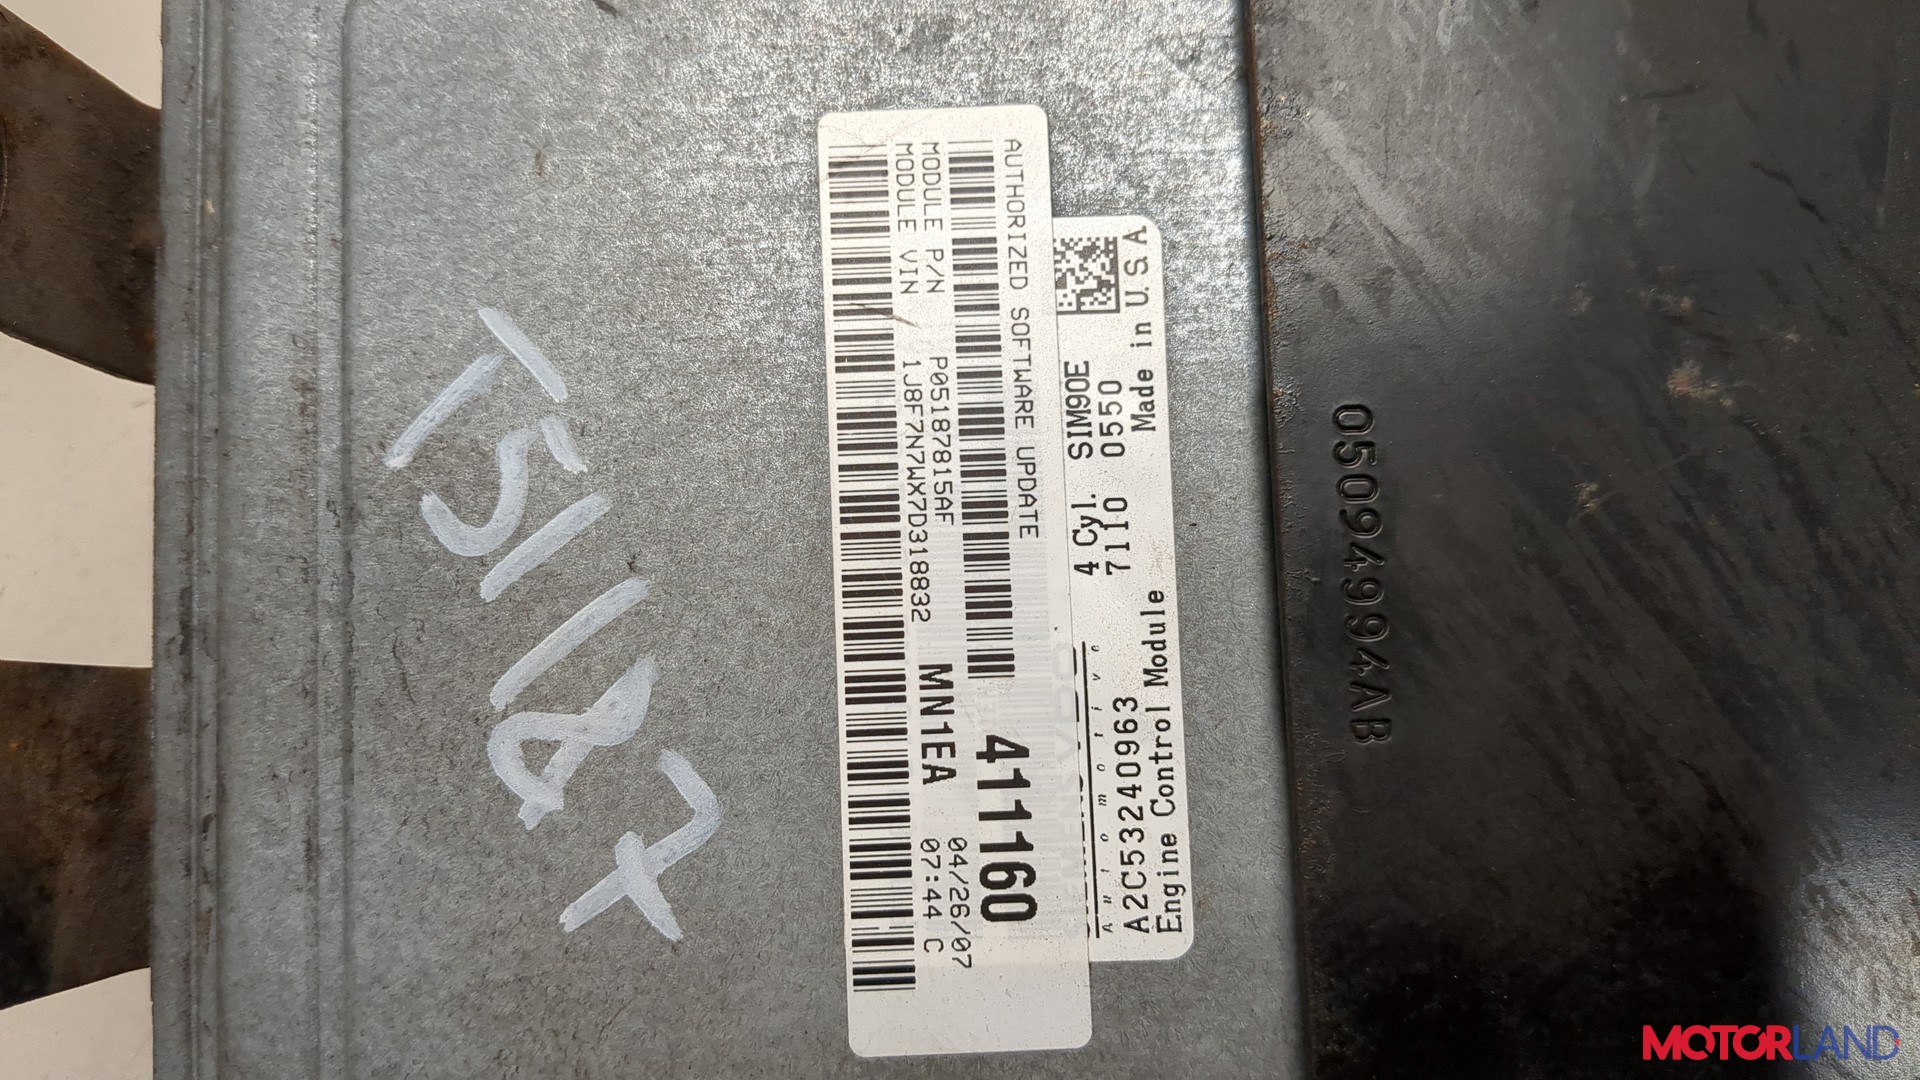 AUTHORIZED SOFTWARE UPDATE
411160
MODULE P/N P05187815AF 04/26/07
MODULE VIN 1J8F7N7WX7D318832 MN1EA 07:44 C
4 Cyl. SIM90E
Automotive
A2C53240963 7110 0550
Engine Control Module Made in U.S.A
05094994AB
MOTORLAND